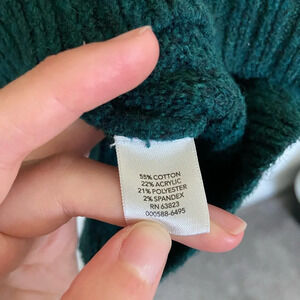 55% COTTON
22% ACRYLIC
21% POLYESTER
2% SPANDEX
RN 63823
000588-6495